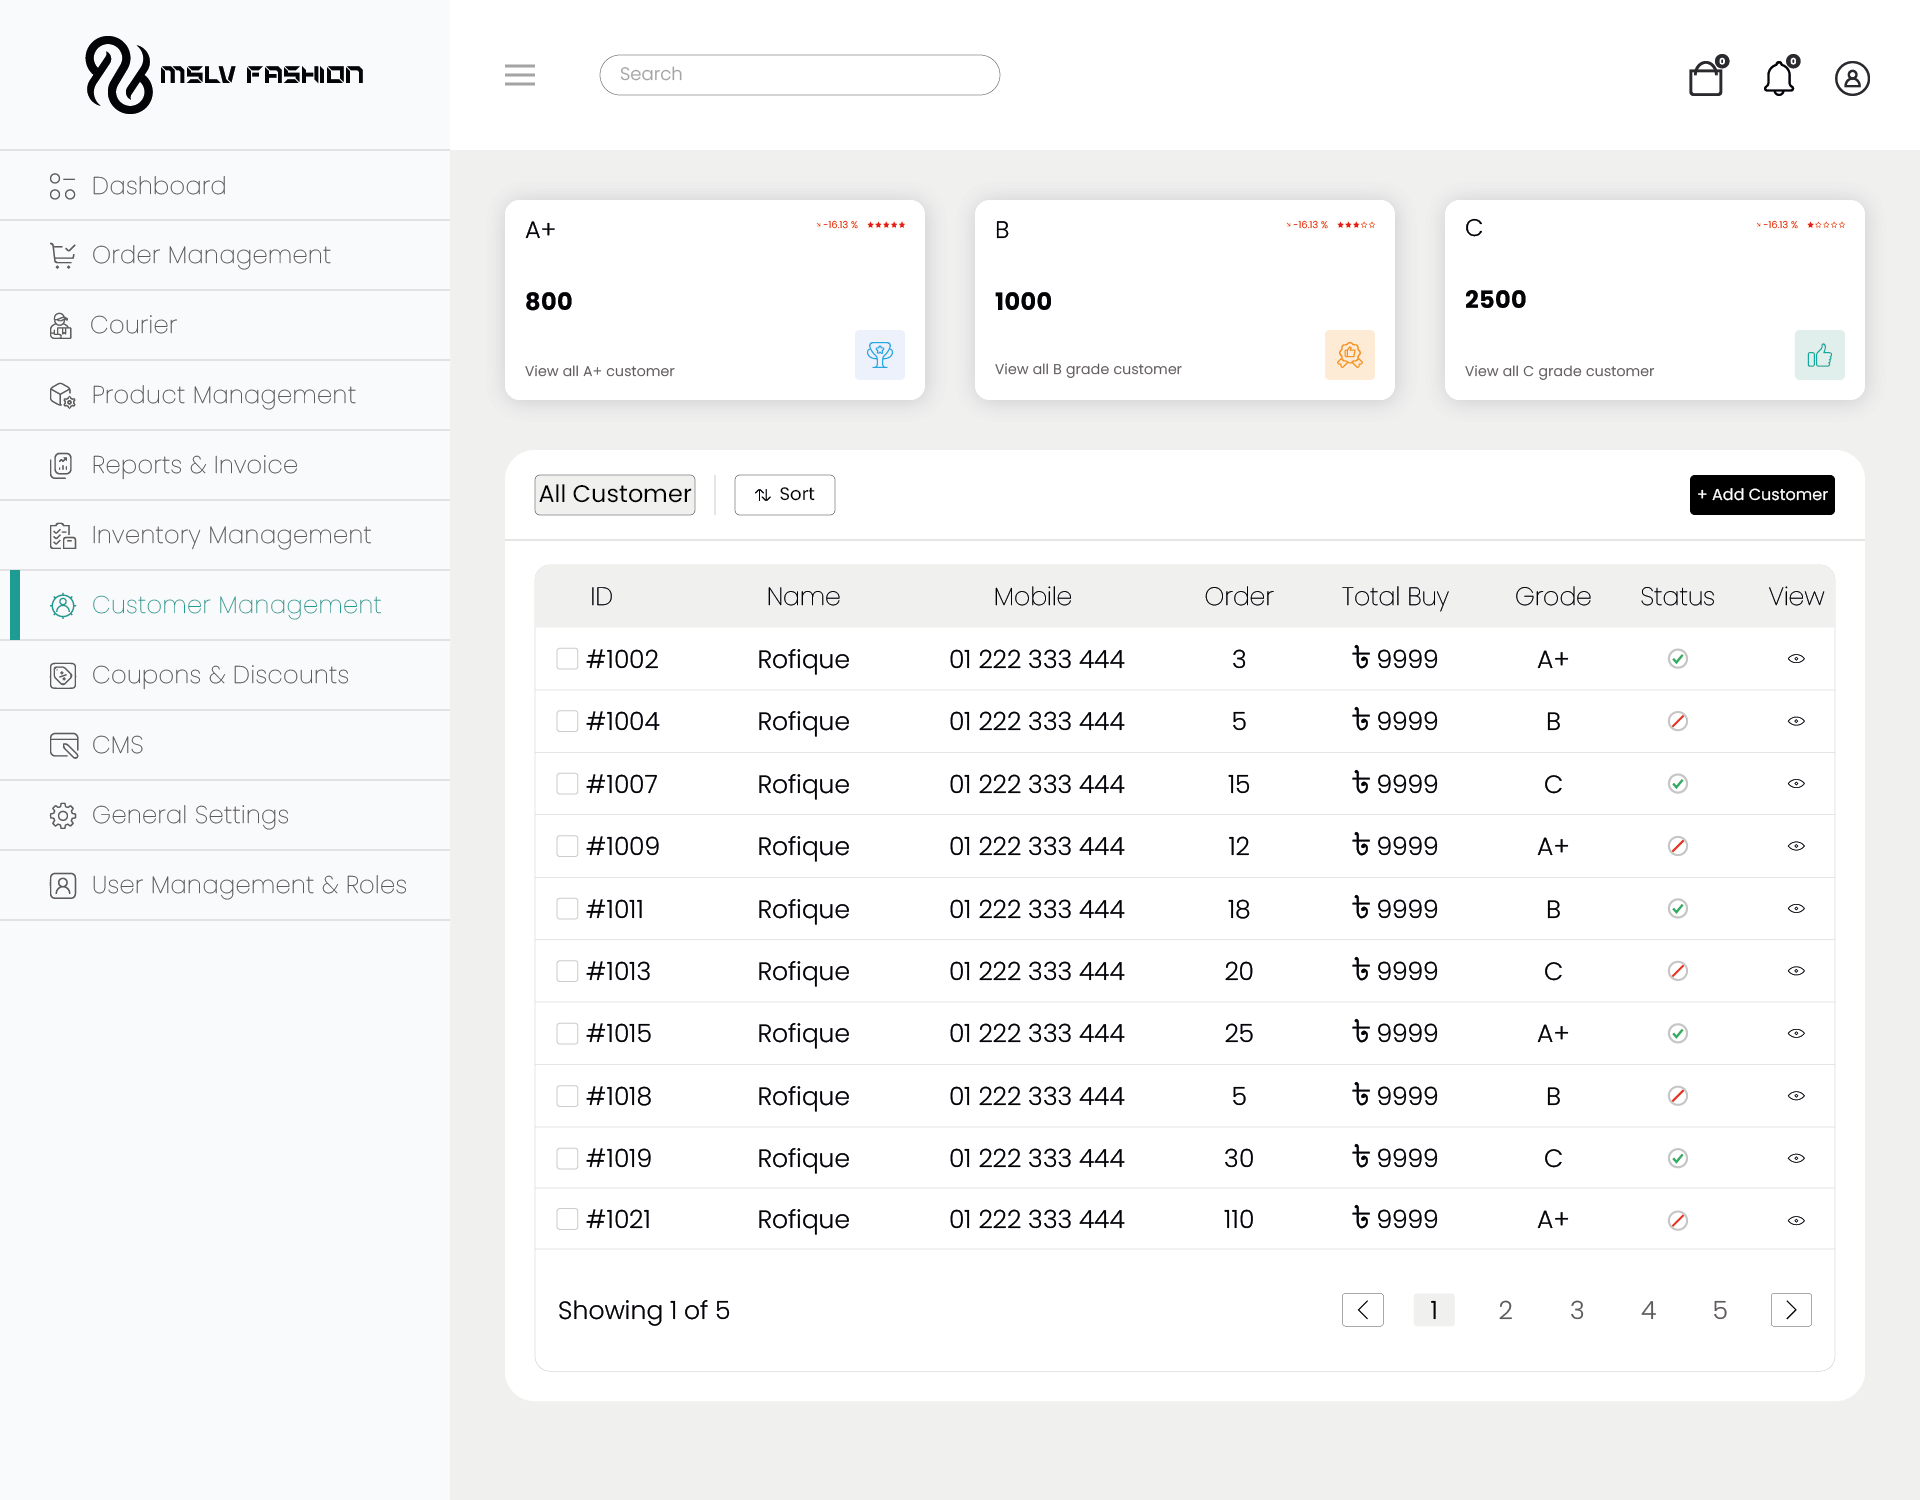 MSLV FASHION
Search
0
0
Dashboard
Order Management
Courier
Product Management
Reports & Invoice
Inventory Management
Customer Management
Coupons & Discounts
CMS
General Settings
User Management & Roles
A+
-16.13 %
800
View all A+ customer
B
-16.13 %
1000
View all B grade customer
C
-16.13 %
2500
View all C grade customer
All Customer
Sort
+ Add Customer
ID Name Mobile Order Total Buy Grode Status View
#1002 Rofique 01 222 333 444 3 ৳ 9999 A+
#1004 Rofique 01 222 333 444 5 ৳ 9999 B
#1007 Rofique 01 222 333 444 15 ৳ 9999 C
#1009 Rofique 01 222 333 444 12 ৳ 9999 A+
#1011 Rofique 01 222 333 444 18 ৳ 9999 B
#1013 Rofique 01 222 333 444 20 ৳ 9999 C
#1015 Rofique 01 222 333 444 25 ৳ 9999 A+
#1018 Rofique 01 222 333 444 5 ৳ 9999 B
#1019 Rofique 01 222 333 444 30 ৳ 9999 C
#1021 Rofique 01 222 333 444 110 ৳ 9999 A+
Showing 1 of 5
1 2 3 4 5